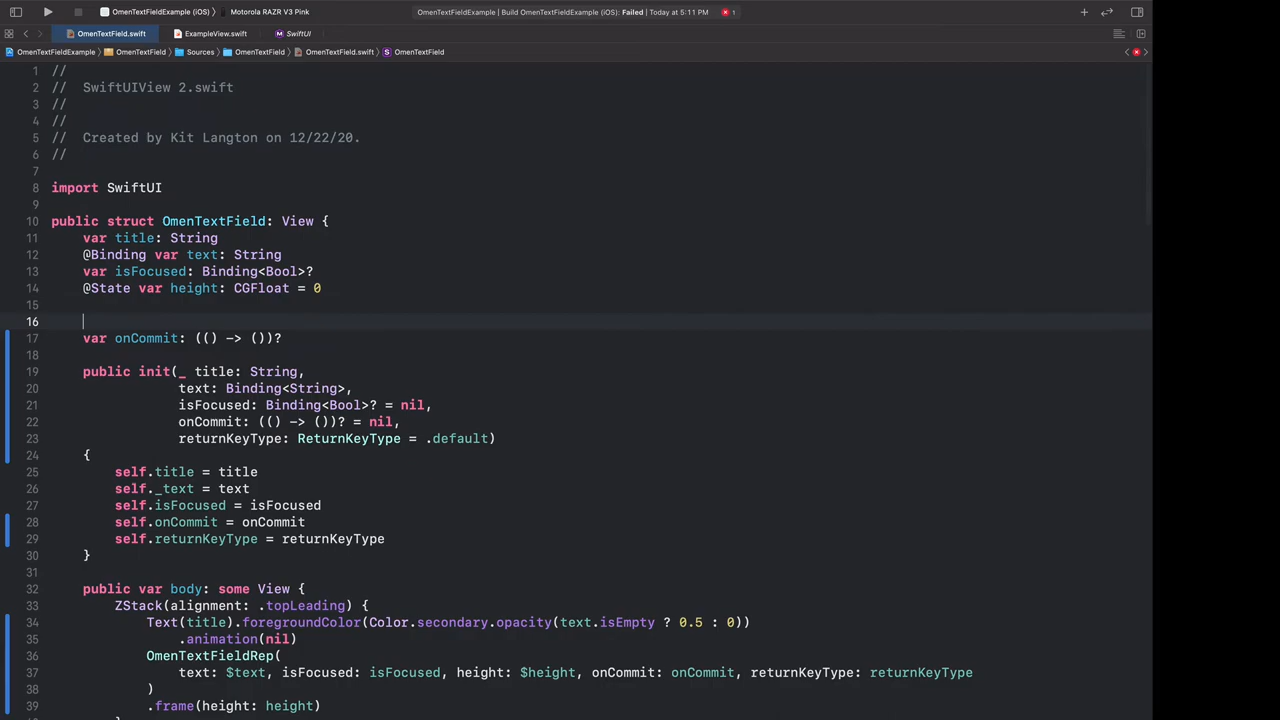 OmenTextFieldExample (iOS) 〉 Motorola RAZR V3 Pink
OmenTextFieldExample | Build OmenTextFieldExample (iOS): Failed | Today at 5:11 PM 1
OmenTextField.swift ExampleView.swift SwiftUI
OmenTextFieldExample 〉 OmenTextField 〉 Sources 〉 OmenTextField 〉 OmenTextField.swift 〉 S OmenTextField
1 //
2 //  SwiftUIView 2.swift
3 //
4 //
5 //  Created by Kit Langton on 12/22/20.
6 //
7
8 import SwiftUI
9
10 public struct OmenTextField: View {
11     var title: String
12     @Binding var text: String
13     var isFocused: Binding<Bool>?
14     @State var height: CGFloat = 0
15
16
17     var onCommit: (() -> ())?
18
19     public init(_ title: String,
20                 text: Binding<String>,
21                 isFocused: Binding<Bool>? = nil,
22                 onCommit: (() -> ())? = nil,
23                 returnKeyType: ReturnKeyType = .default)
24     {
25         self.title = title
26         self._text = text
27         self.isFocused = isFocused
28         self.onCommit = onCommit
29         self.returnKeyType = returnKeyType
30     }
31
32     public var body: some View {
33         ZStack(alignment: .topLeading) {
34             Text(title).foregroundColor(Color.secondary.opacity(text.isEmpty ? 0.5 : 0))
35                 .animation(nil)
36             OmenTextFieldRep(
37                 text: $text, isFocused: isFocused, height: $height, onCommit: onCommit, returnKeyType: returnKeyType
38             )
39             .frame(height: height)